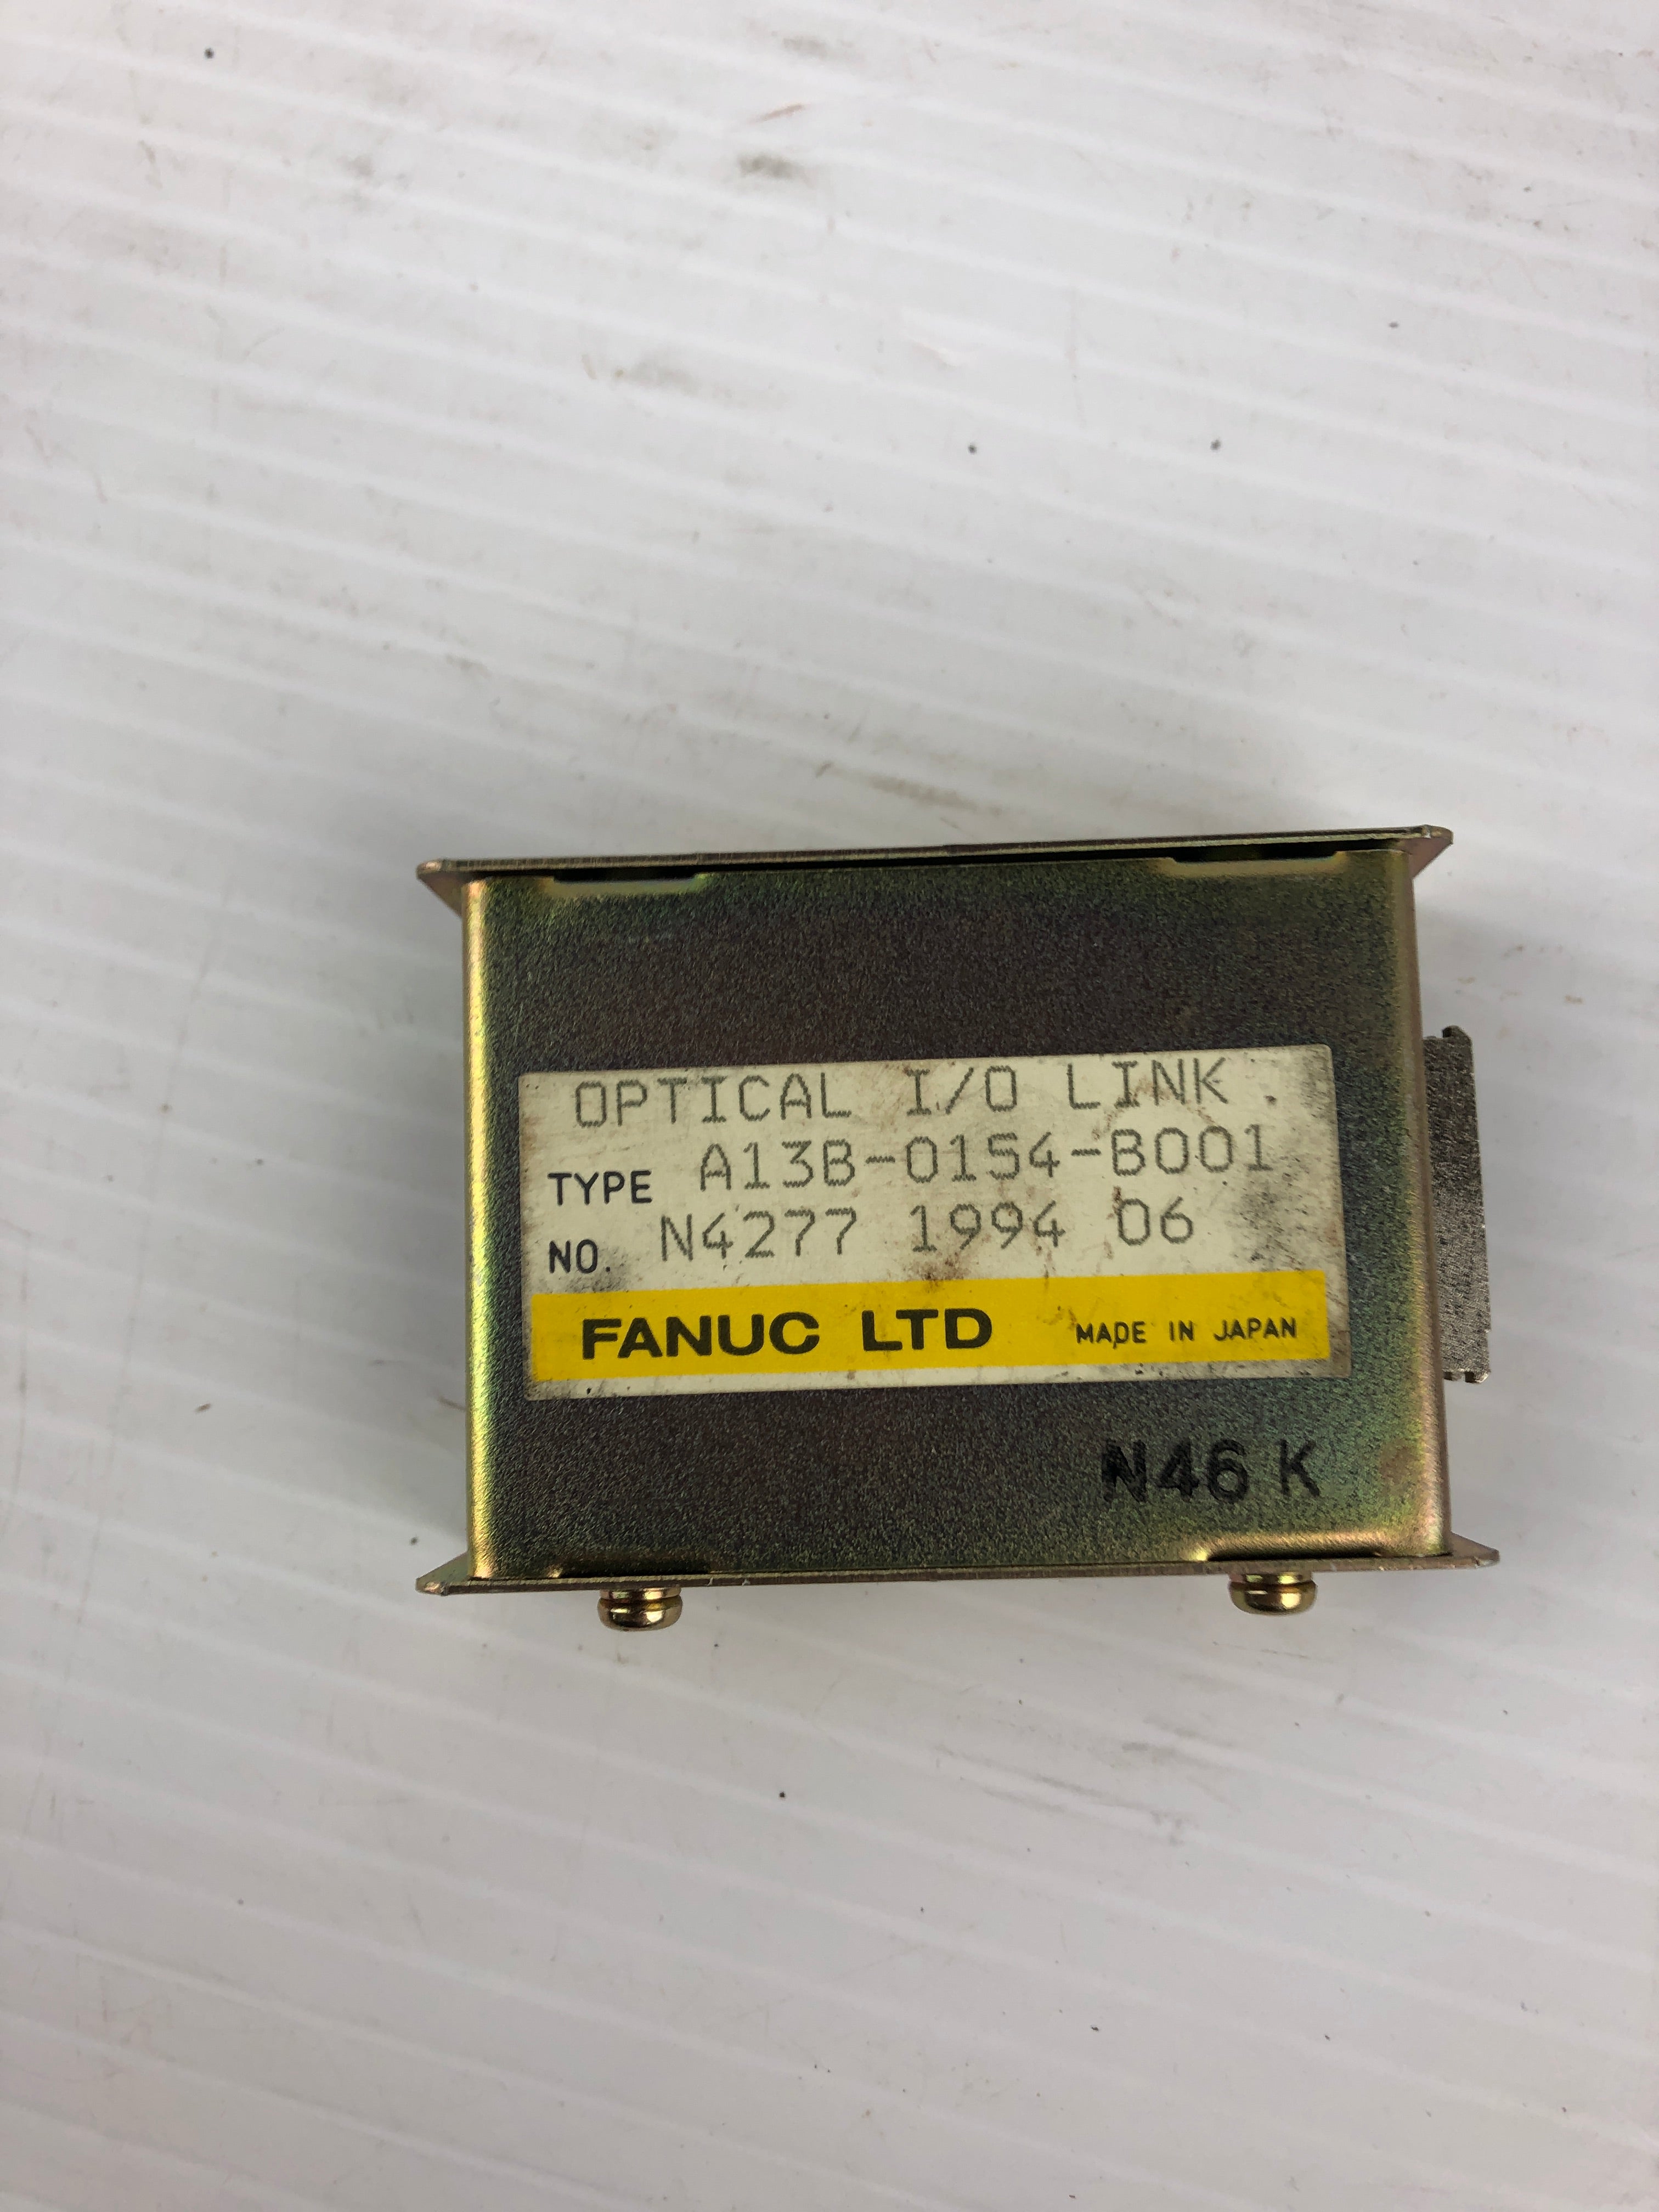 OPTICAL I/O LINK.
TYPE A13B-0154-B001
NO. N4277 1994 06
FANUC LTD MADE IN JAPAN
N46 K